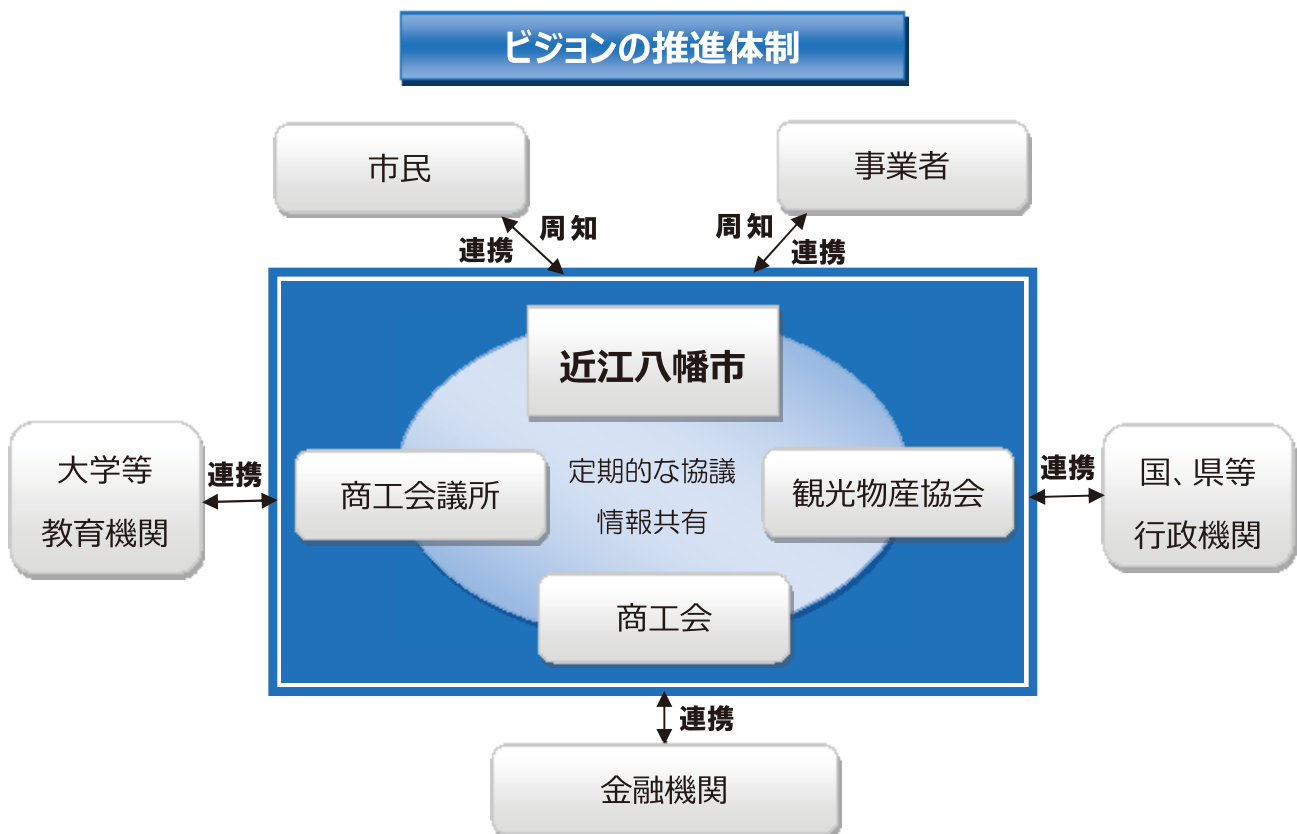 ビジョンの推進体制
市民
事業者
周知
連携
周知
連携
近江八幡市
大学等
教育機関
連携
商工会議所
定期的な協議
情報共有
観光物産協会
連携
国、県等
行政機関
商工会
連携
金融機関